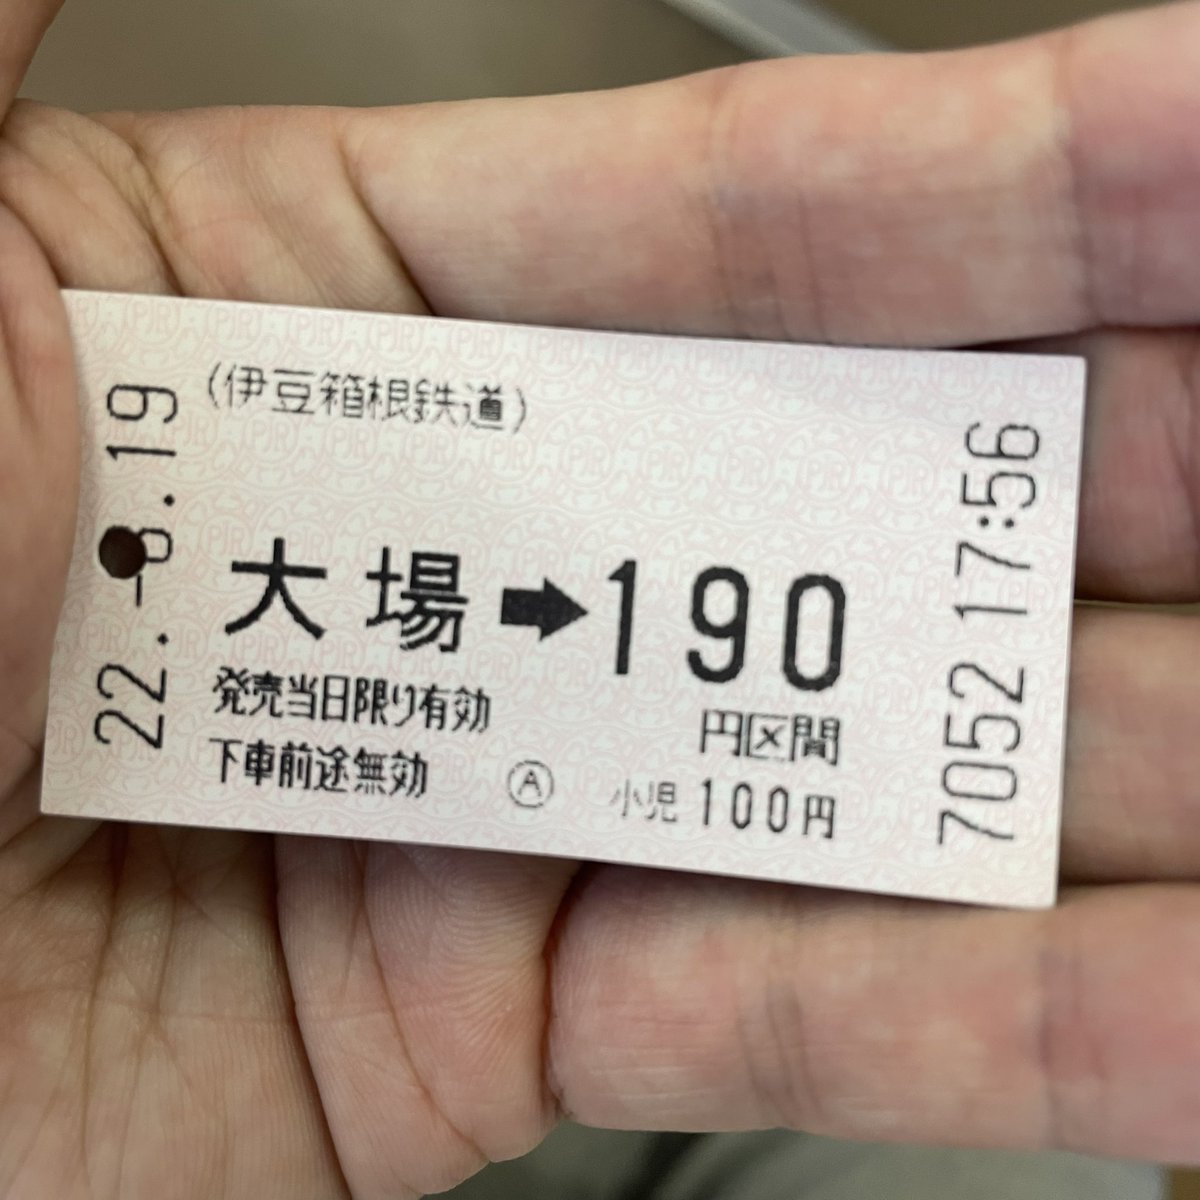 (伊豆箱根鉄道)
大場➡190
円区間
発売当日限り有効
下車前途無効
Ⓐ
小児100円
22.-8.19
7052 17:56